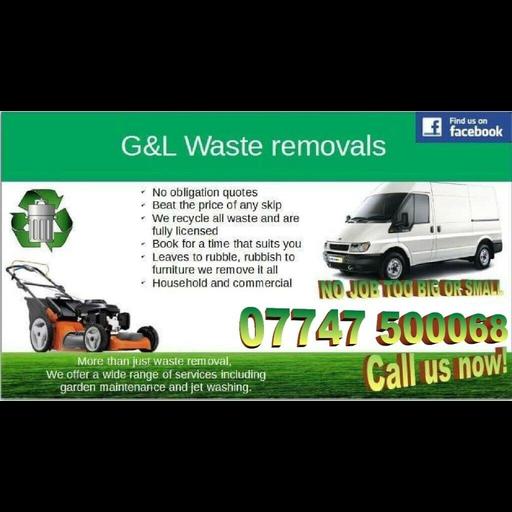 Find us on
facebook
G&L Waste removals
No obligation quotes
Beat the price of any skip
We recycle all waste and are
fully licensed
Book for a time that suits you
Leaves to rubble, rubbish to
furniture we remove it all
Household and commercial
NO JOB TOO BIG OR SMALL
07747 500068
Call us now!
More than just waste removal,
We offer a wide range of services including
garden maintenance and jet washing.